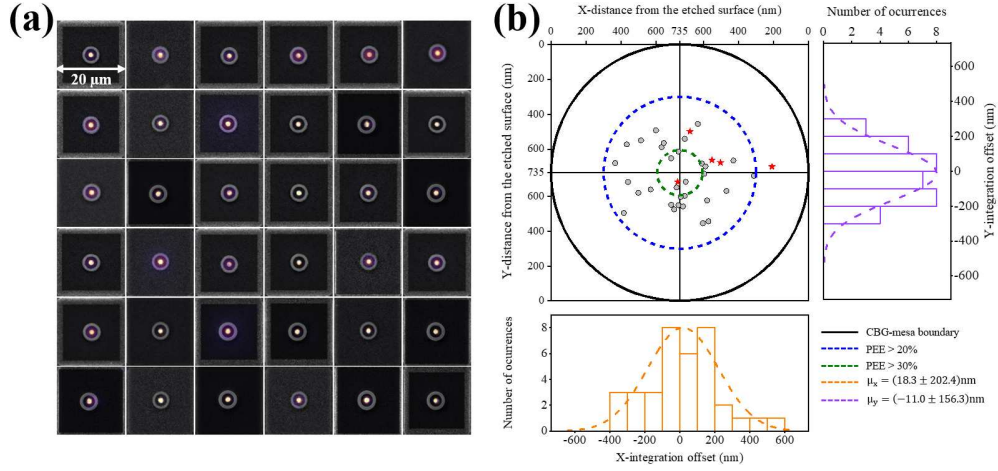 (a)
20 µm
(b)
X-distance from the etched surface (nm)
0 200 400 600 735 600 400 200 0
Y-distance from the etched surface (nm)
0
200
400
600
735
600
400
200
0
Number of ocurrences
0 2 4 6 8
600
400
200
0
-200
-400
-600
Y-integration offset (nm)
Number of ocurrences
8
6
4
2
0
-600 -400 -200 0 200 400 600
X-integration offset (nm)
CBG-mesa boundary
PEE > 20%
PEE > 30%
μx = (18.3 ± 202.4)nm
μy = (−11.0 ± 156.3)nm